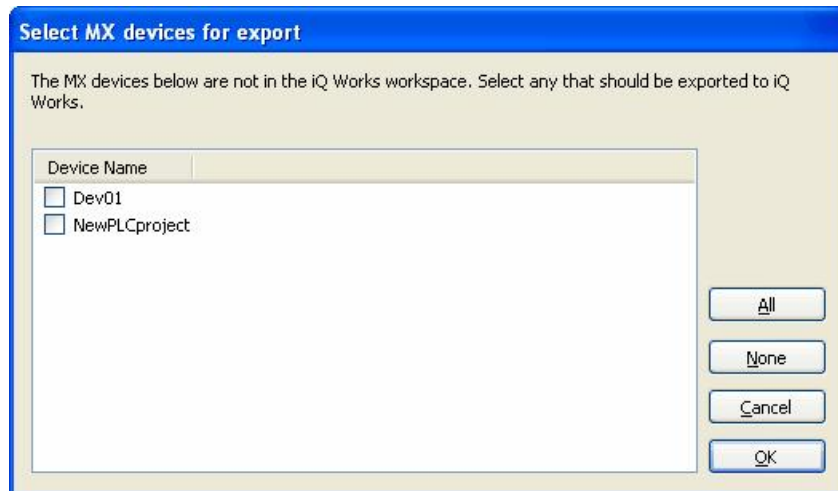 Select MX devices for export
The MX devices below are not in the iQ Works workspace. Select any that should be exported to iQ
Works.
Device Name
Dev01
NewPLCproject
All
None
Cancel
OK